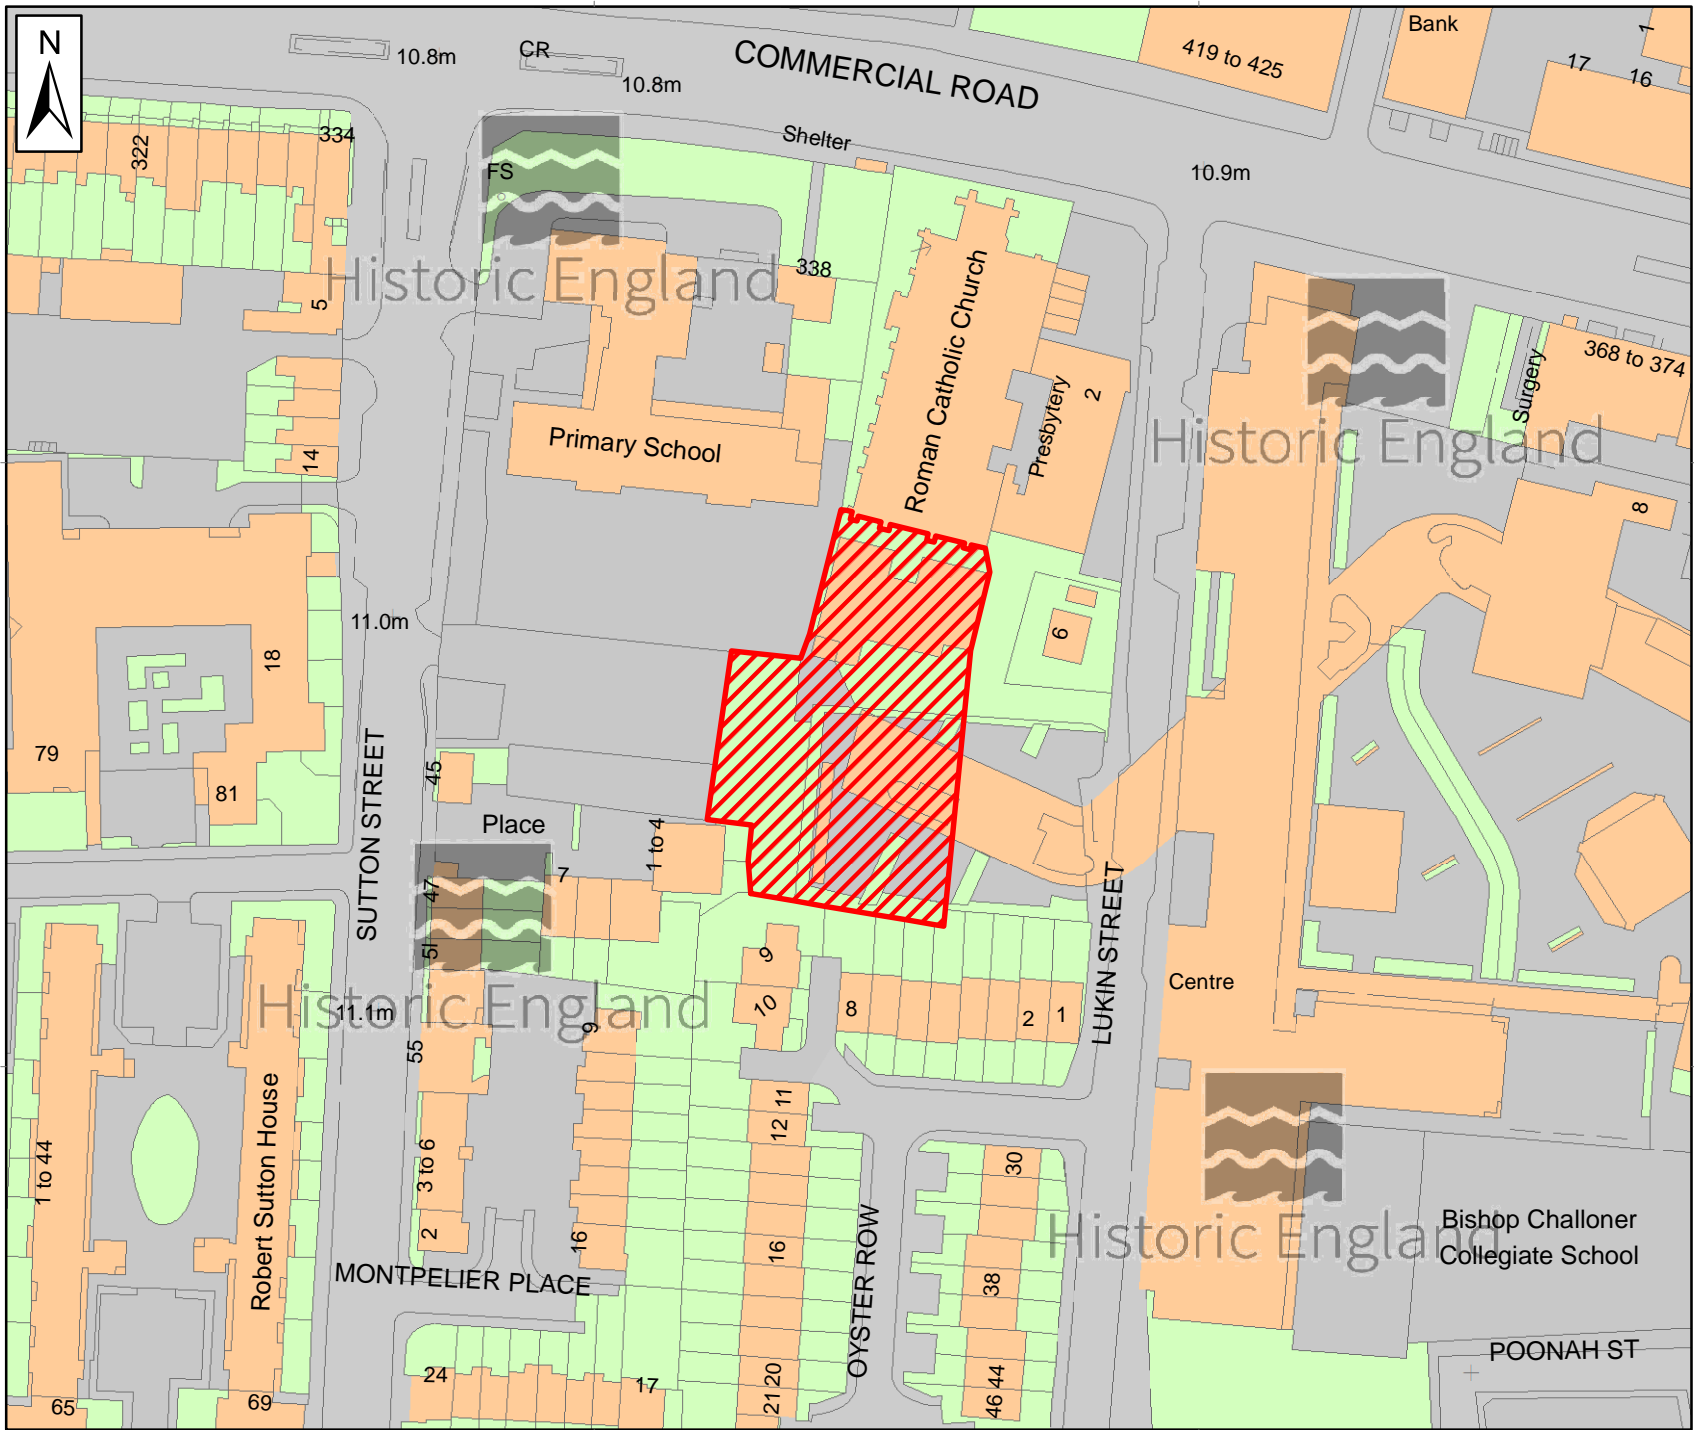 N
10.8m
CR
10.8m
COMMERCIAL ROAD
419 to 425
Bank
1
17
16
322
334
Shelter
FS
10.9m
338
Historic England
5
Roman Catholic Church
Presbytery
2
Surgery
368 to 374
Historic England
Primary School
14
8
11.0m
18
6
79
81
SUTTON STREET
45
Place
1 to 4
7
47
5I
LUKIN STREET
9
10
8
2
1
Centre
Historic England
11.1m
9
55
11
12
1 to 44
Robert Sutton House
3 to 6
2
16
16
30
OYSTER ROW
38
Historic England
Bishop Challoner
Collegiate School
MONTPELIER PLACE
POONAH ST
24
17
20
21
44
46
65
69